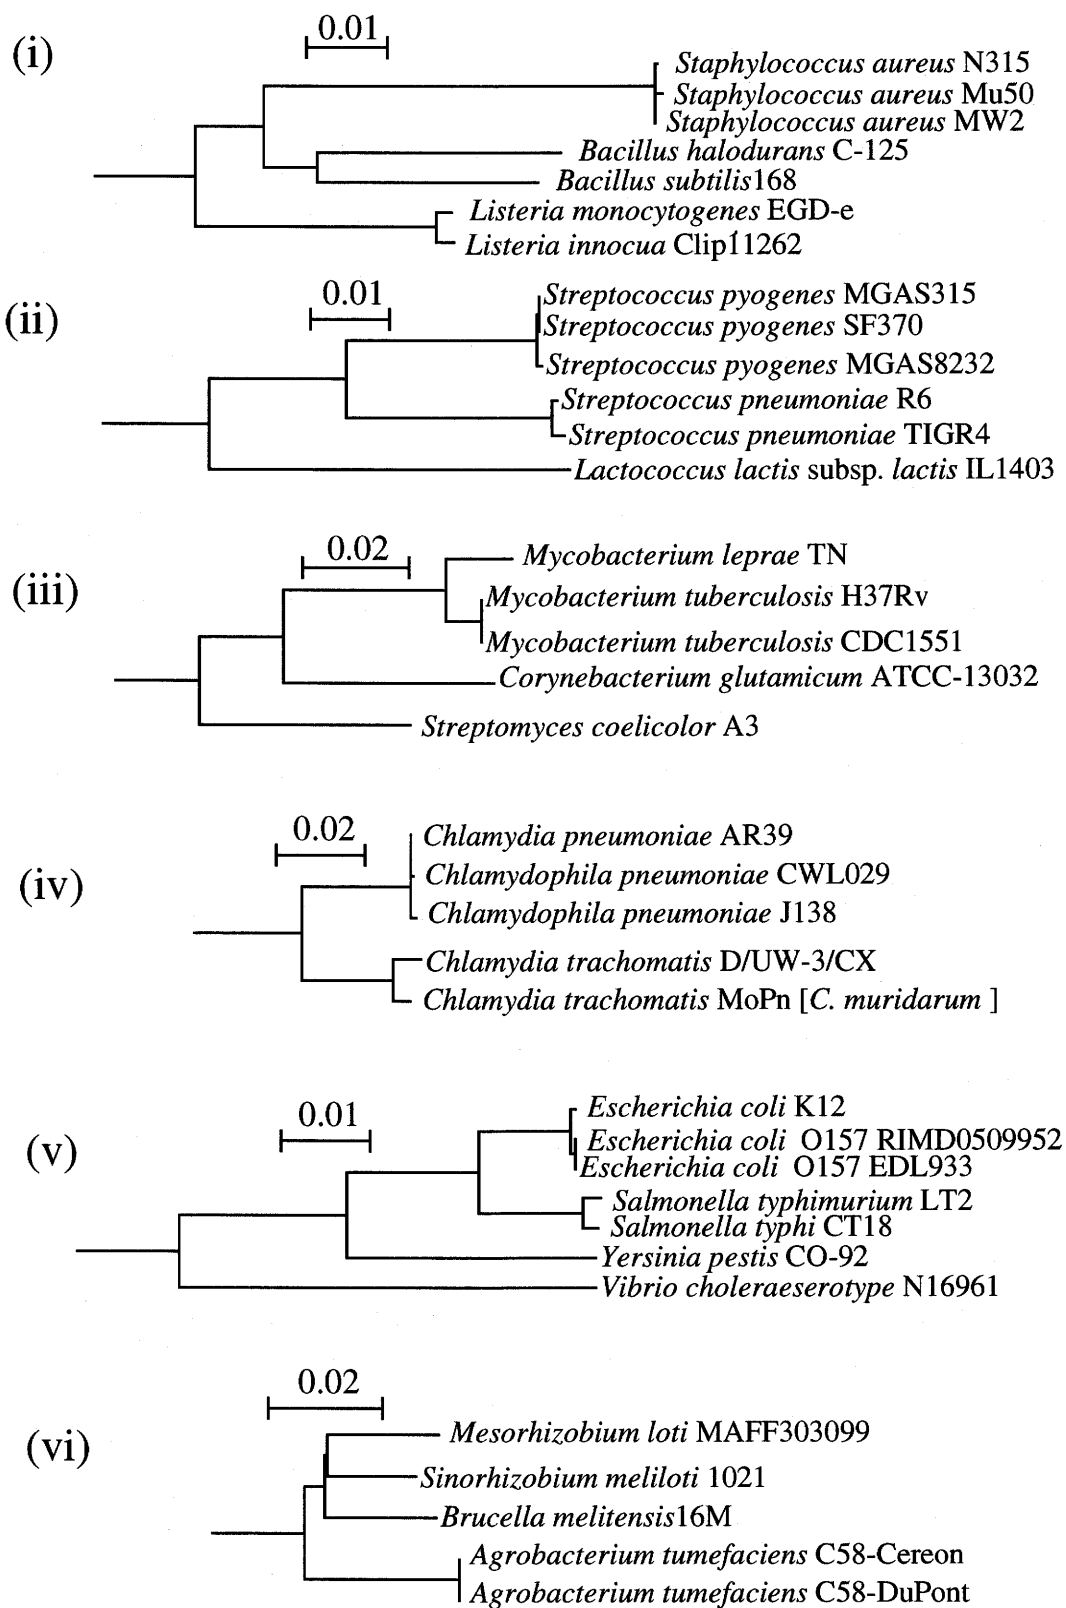 (i)
0.01
Staphylococcus aureus N315
Staphylococcus aureus Mu50
Staphylococcus aureus MW2
Bacillus halodurans C-125
Bacillus subtilis168
Listeria monocytogenes EGD-e
Listeria innocua Clip11262
(ii)
0.01
Streptococcus pyogenes MGAS315
Streptococcus pyogenes SF370
Streptococcus pyogenes MGAS8232
Streptococcus pneumoniae R6
Streptococcus pneumoniae TIGR4
Lactococcus lactis subsp. lactis IL1403
(iii)
0.02
Mycobacterium leprae TN
Mycobacterium tuberculosis H37Rv
Mycobacterium tuberculosis CDC1551
Corynebacterium glutamicum ATCC-13032
Streptomyces coelicolor A3
(iv)
0.02
Chlamydia pneumoniae AR39
Chlamydophila pneumoniae CWL029
Chlamydophila pneumoniae J138
Chlamydia trachomatis D/UW-3/CX
Chlamydia trachomatis MoPn [C. muridarum ]
(v)
0.01
Escherichia coli K12
Escherichia coli O157 RIMD0509952
Escherichia coli O157 EDL933
Salmonella typhimurium LT2
Salmonella typhi CT18
Yersinia pestis CO-92
Vibrio choleraeserotype N16961
(vi)
0.02
Mesorhizobium loti MAFF303099
Sinorhizobium meliloti 1021
Brucella melitensis16M
Agrobacterium tumefaciens C58-Cereon
Agrobacterium tumefaciens C58-DuPont